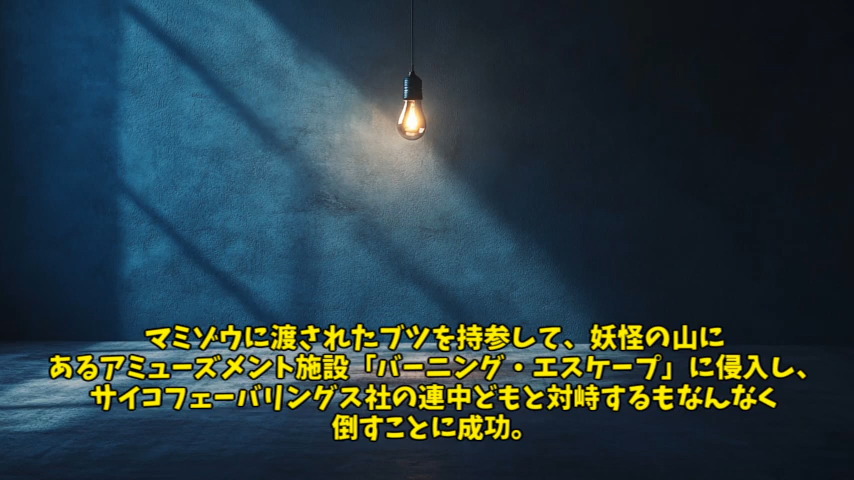 マミゾウに渡されたブツを持参して、妖怪の山に
あるアミューズメント施設「バーニング・エスケープ」に侵入し、
サイコフェーバリングス社の連中どもと対峙するもなんなく
倒すことに成功。